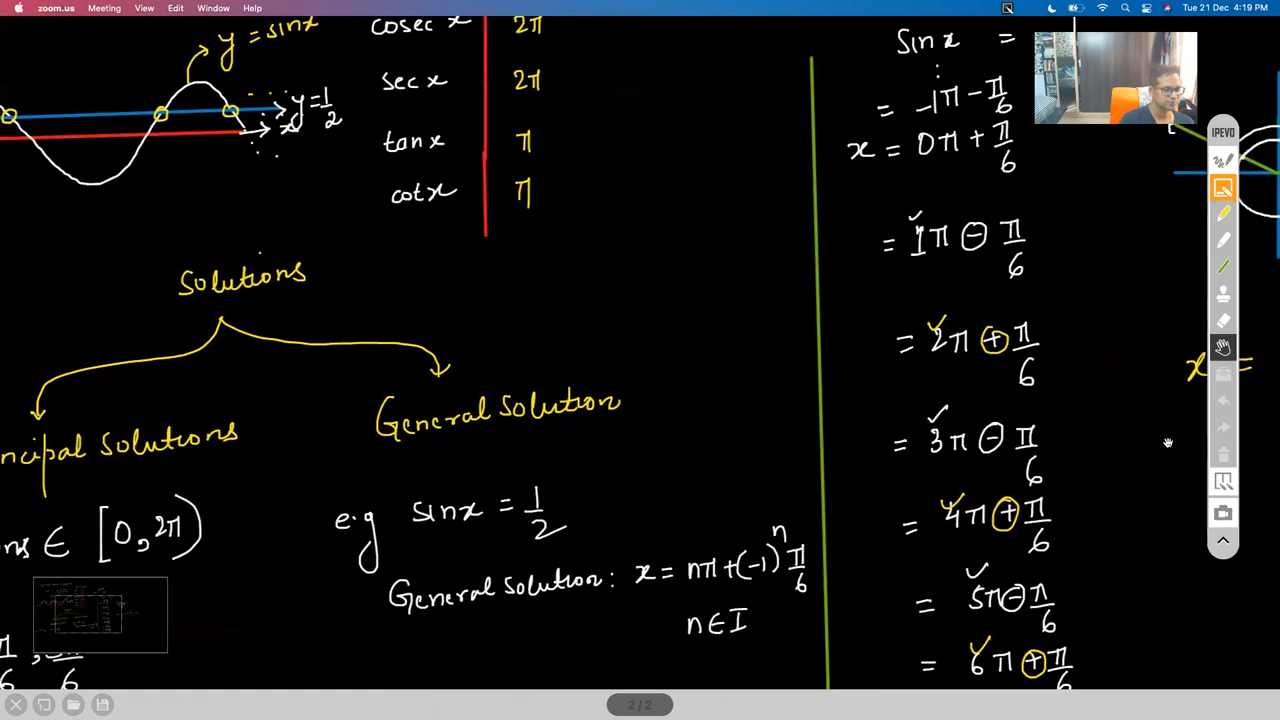 zoom.us Meeting View Edit Window Help
Tue 21 Dec 4:19 PM
y = sinx
y = 1/2
x
cosec x 2π
sec x 2π
tan x π
cot x π
Solutions
ncipal Solutions
General Solution
ns ∈ [0, 2π)
e.g sinx = 1/2
General Solution: x = nπ + (-1)^n π/6
n ∈ I
Sin x =
= -1π - π/6
x = 0π + π/6
= 1π - π/6
= 2π + π/6
= 3π - π/6
= 4π + π/6
= 5π - π/6
= 6π + π/6
x =
IPEVO
2 / 2